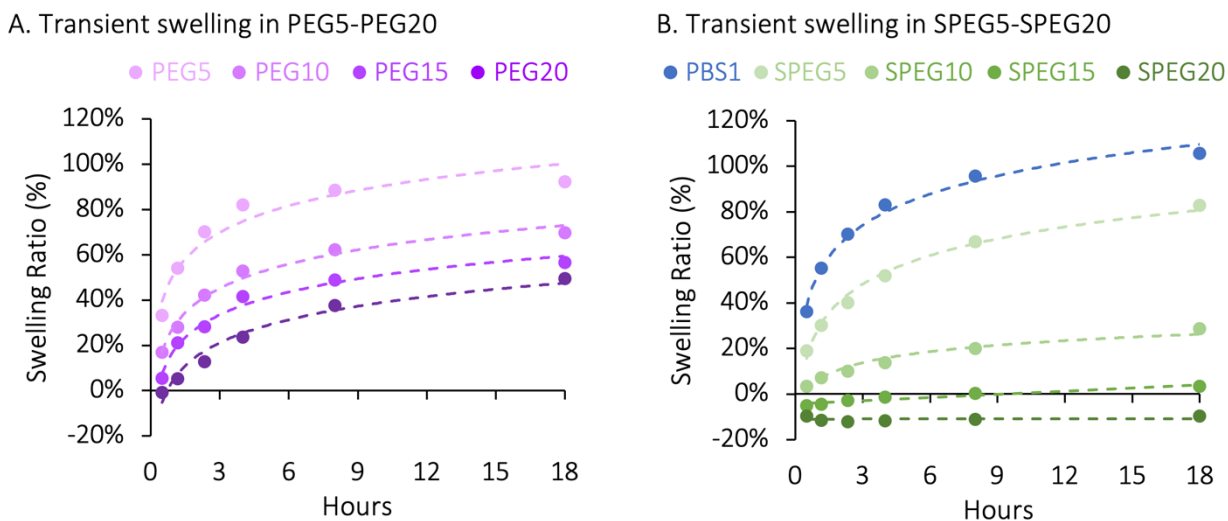 A. Transient swelling in PEG5-PEG20
PEG5 PEG10 PEG15 PEG20
120%
100%
80%
60%
40%
20%
0%
-20%
Swelling Ratio (%)
0 3 6 9 12 15 18
Hours
B. Transient swelling in SPEG5-SPEG20
PBS1 SPEG5 SPEG10 SPEG15 SPEG20
120%
100%
80%
60%
40%
20%
0%
-20%
Swelling Ratio (%)
0 3 6 9 12 15 18
Hours